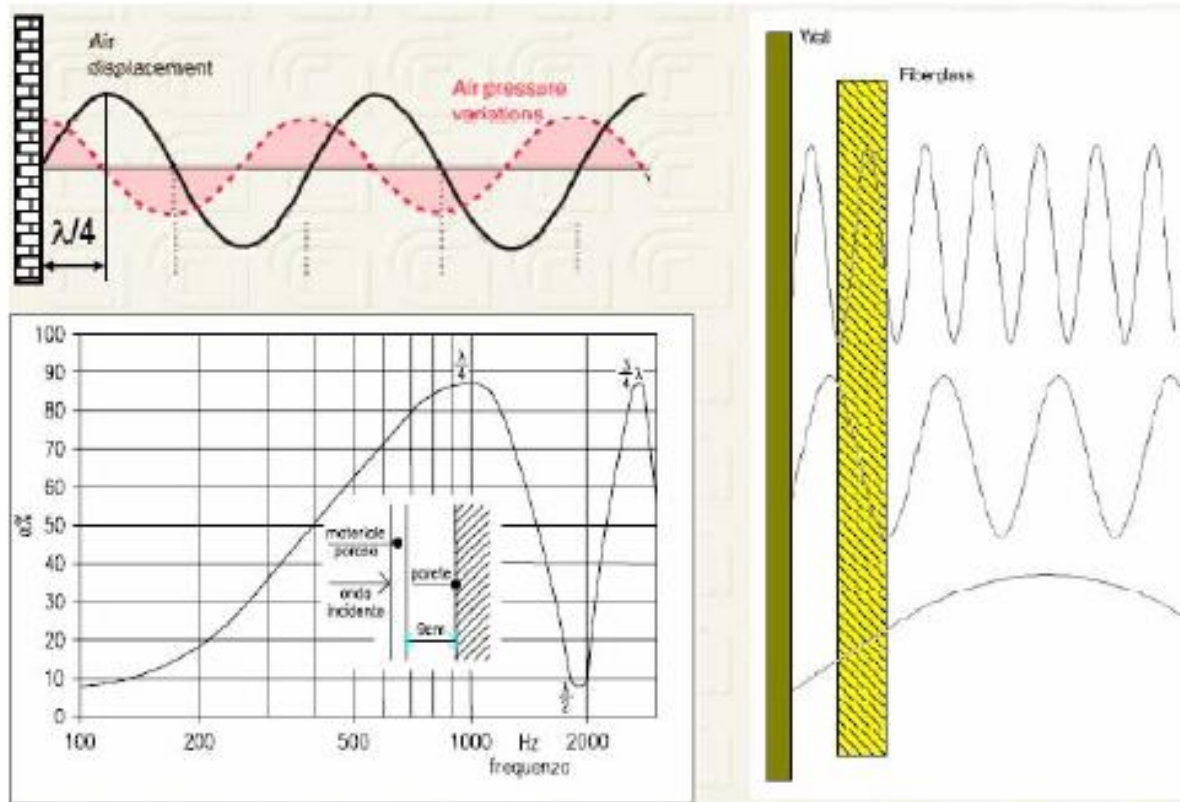 Air
displacement
Air pressure
variations
λ/4
Wall
Fiberglass
100
90
80
70
60
50
40
30
20
10
0
α%
λ/4
3/4 λ
λ/2
materiale
poroso
onda
incidente
parete
9cm
100
200
500
1000
Hz
2000
frequenza